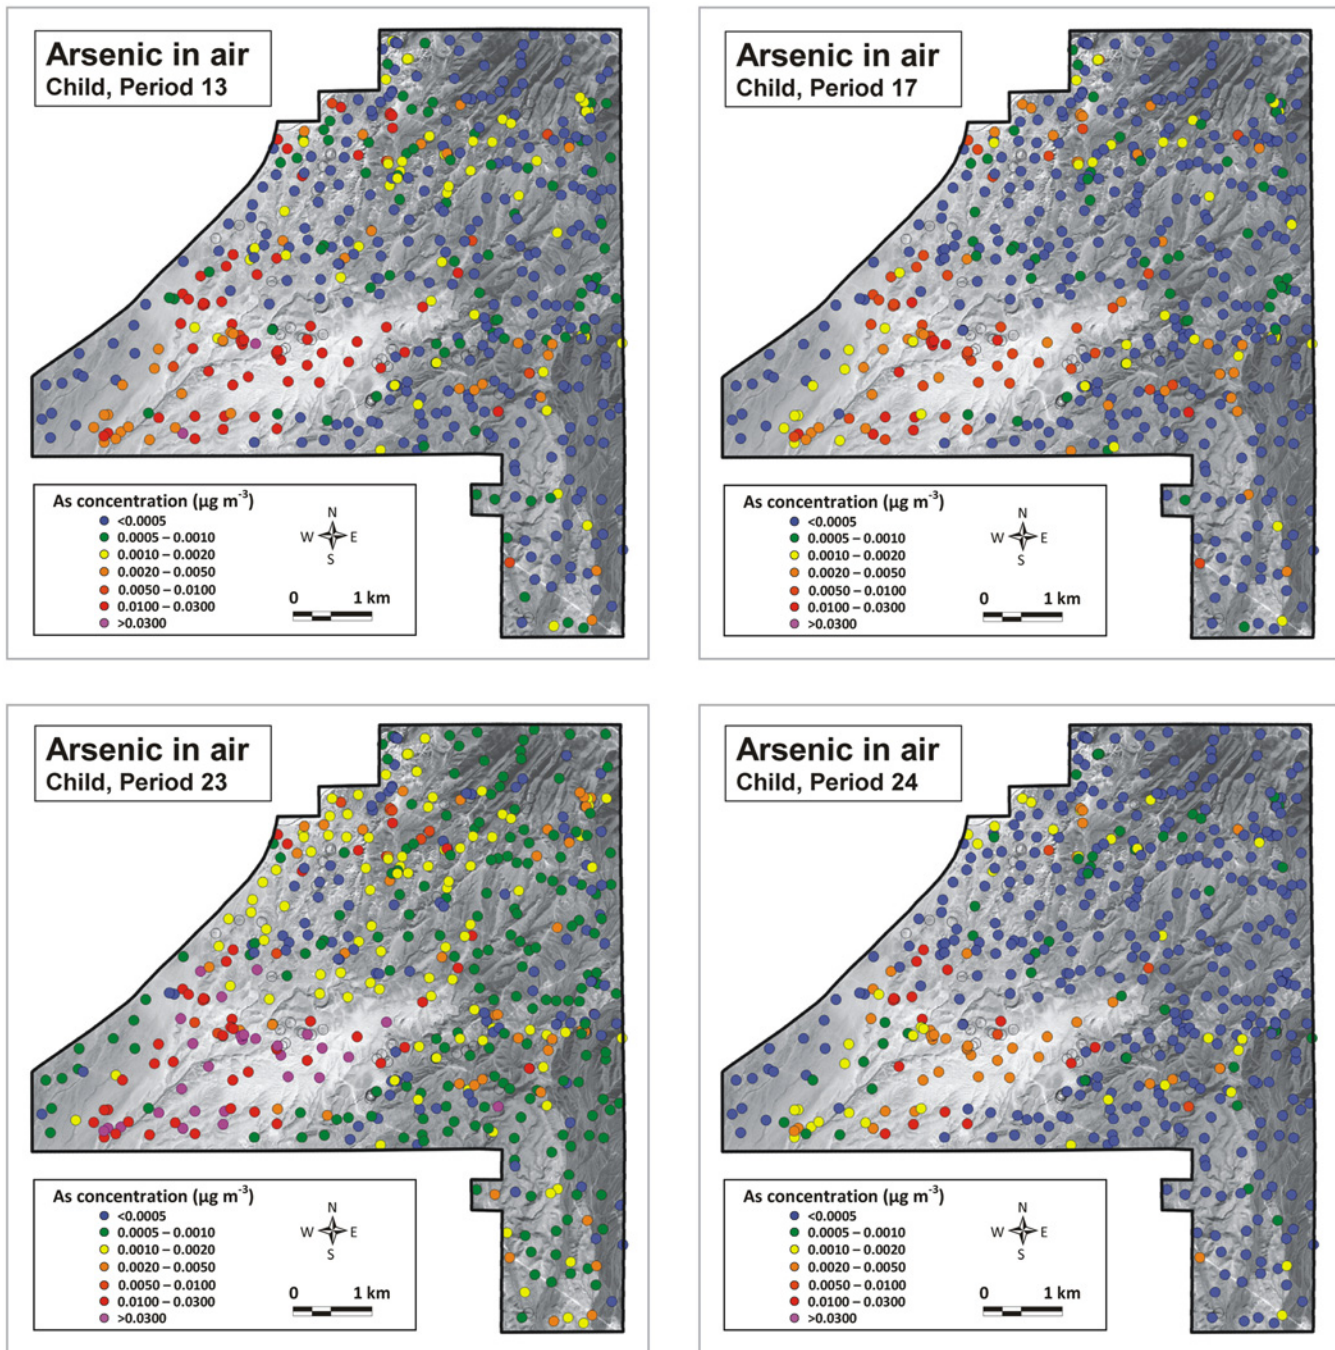 Arsenic in air
Child, Period 13
As concentration (µg m⁻³)
<0.0005
0.0005 – 0.0010
0.0010 – 0.0020
0.0020 – 0.0050
0.0050 – 0.0100
0.0100 – 0.0300
>0.0300
N
W E
S
0 1 km
Arsenic in air
Child, Period 17
As concentration (µg m⁻³)
<0.0005
0.0005 – 0.0010
0.0010 – 0.0020
0.0020 – 0.0050
0.0050 – 0.0100
0.0100 – 0.0300
>0.0300
N
W E
S
0 1 km
Arsenic in air
Child, Period 23
As concentration (µg m⁻³)
<0.0005
0.0005 – 0.0010
0.0010 – 0.0020
0.0020 – 0.0050
0.0050 – 0.0100
0.0100 – 0.0300
>0.0300
N
W E
S
0 1 km
Arsenic in air
Child, Period 24
As concentration (µg m⁻³)
<0.0005
0.0005 – 0.0010
0.0010 – 0.0020
0.0020 – 0.0050
0.0050 – 0.0100
0.0100 – 0.0300
>0.0300
N
W E
S
0 1 km